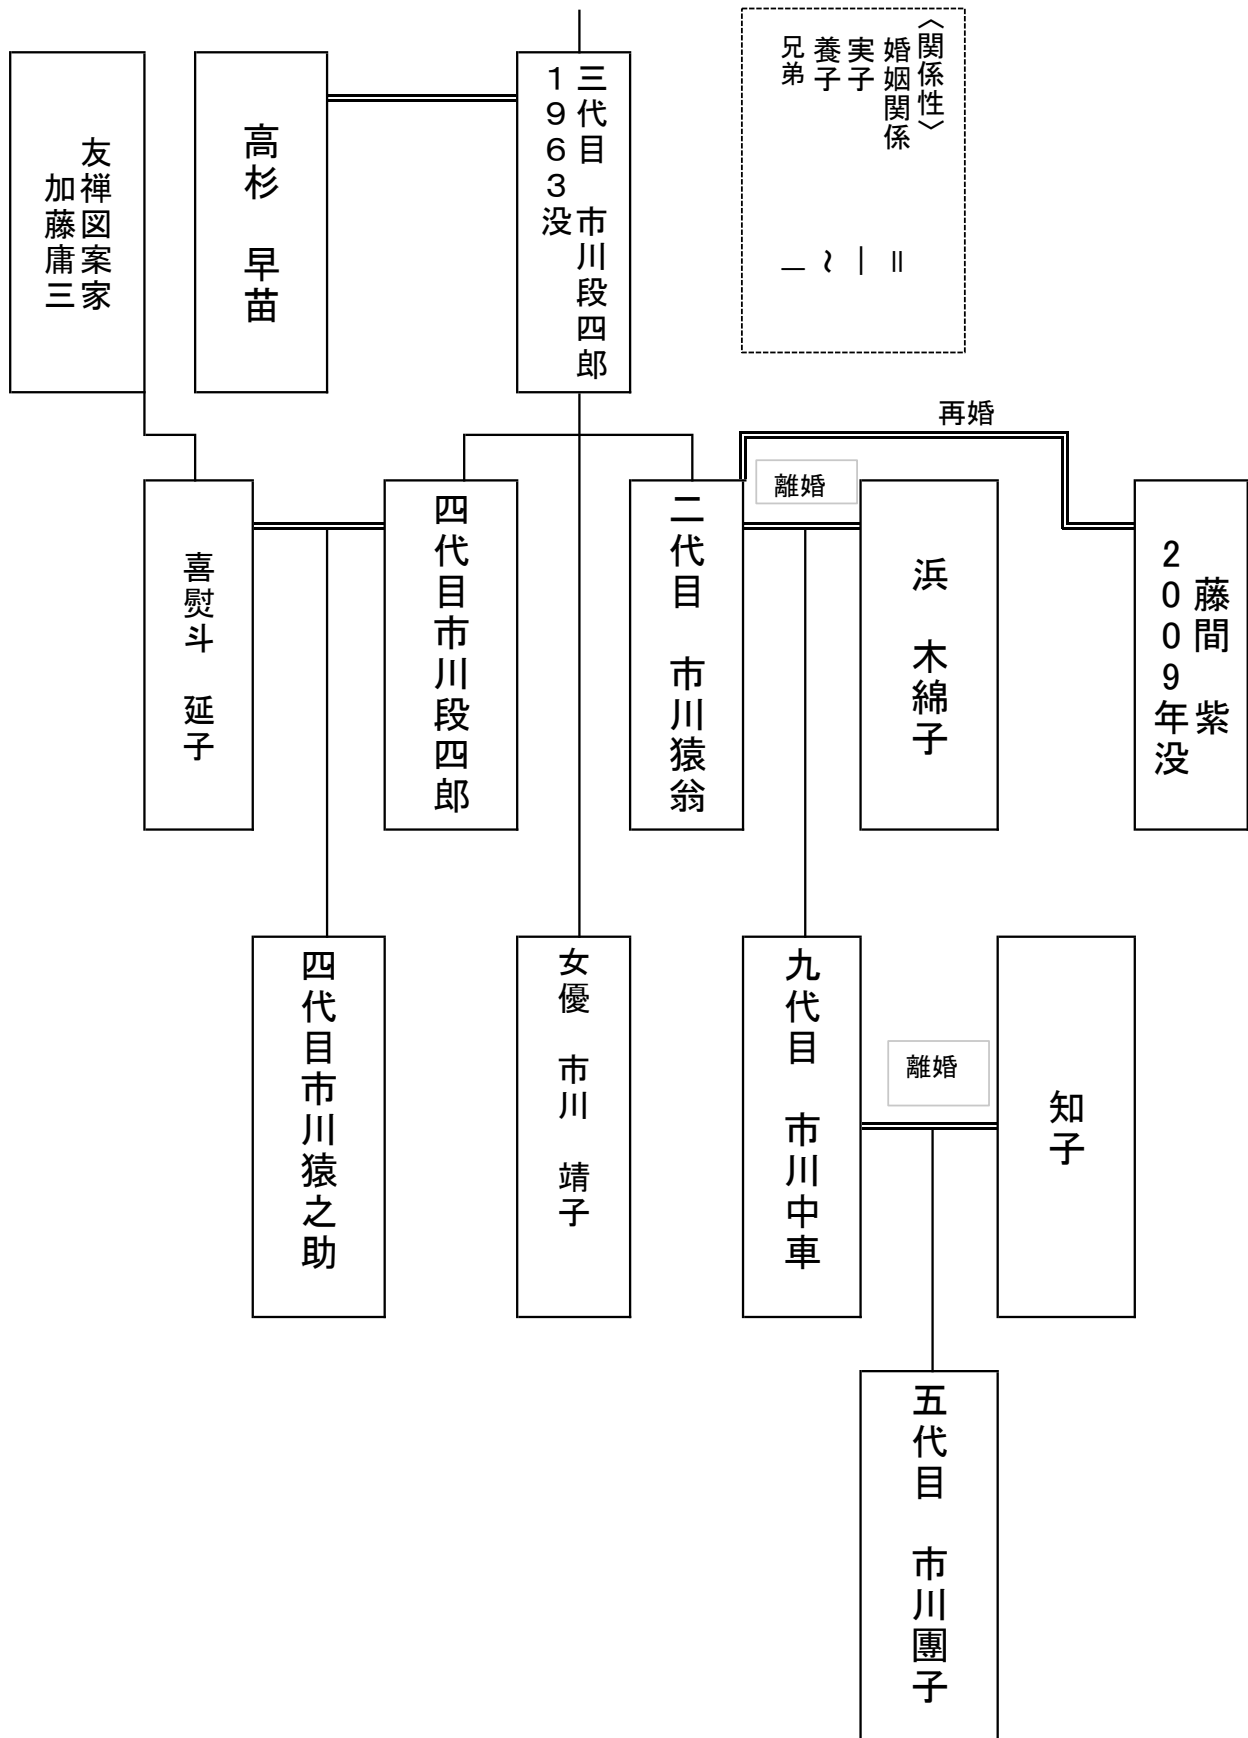 〈関係性〉
婚姻関係 ＝
実子 ―
養子 ～
兄弟 ｜
三代目 市川段四郎
1963没
高杉 早苗
友禅図案家
加藤庸三
再婚
離婚
藤間 紫
2009年没
浜 木綿子
二代目 市川猿翁
四代目市川段四郎
喜熨斗 延子
離婚
知子
九代目 市川中車
女優 市川 靖子
四代目市川猿之助
五代目 市川團子